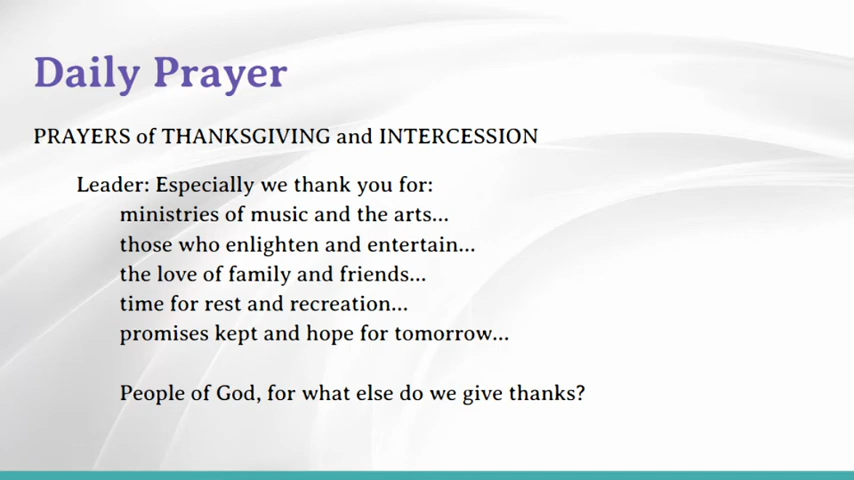 Daily Prayer
PRAYERS of THANKSGIVING and INTERCESSION
Leader: Especially we thank you for:
ministries of music and the arts...
those who enlighten and entertain...
the love of family and friends...
time for rest and recreation...
promises kept and hope for tomorrow...
People of God, for what else do we give thanks?